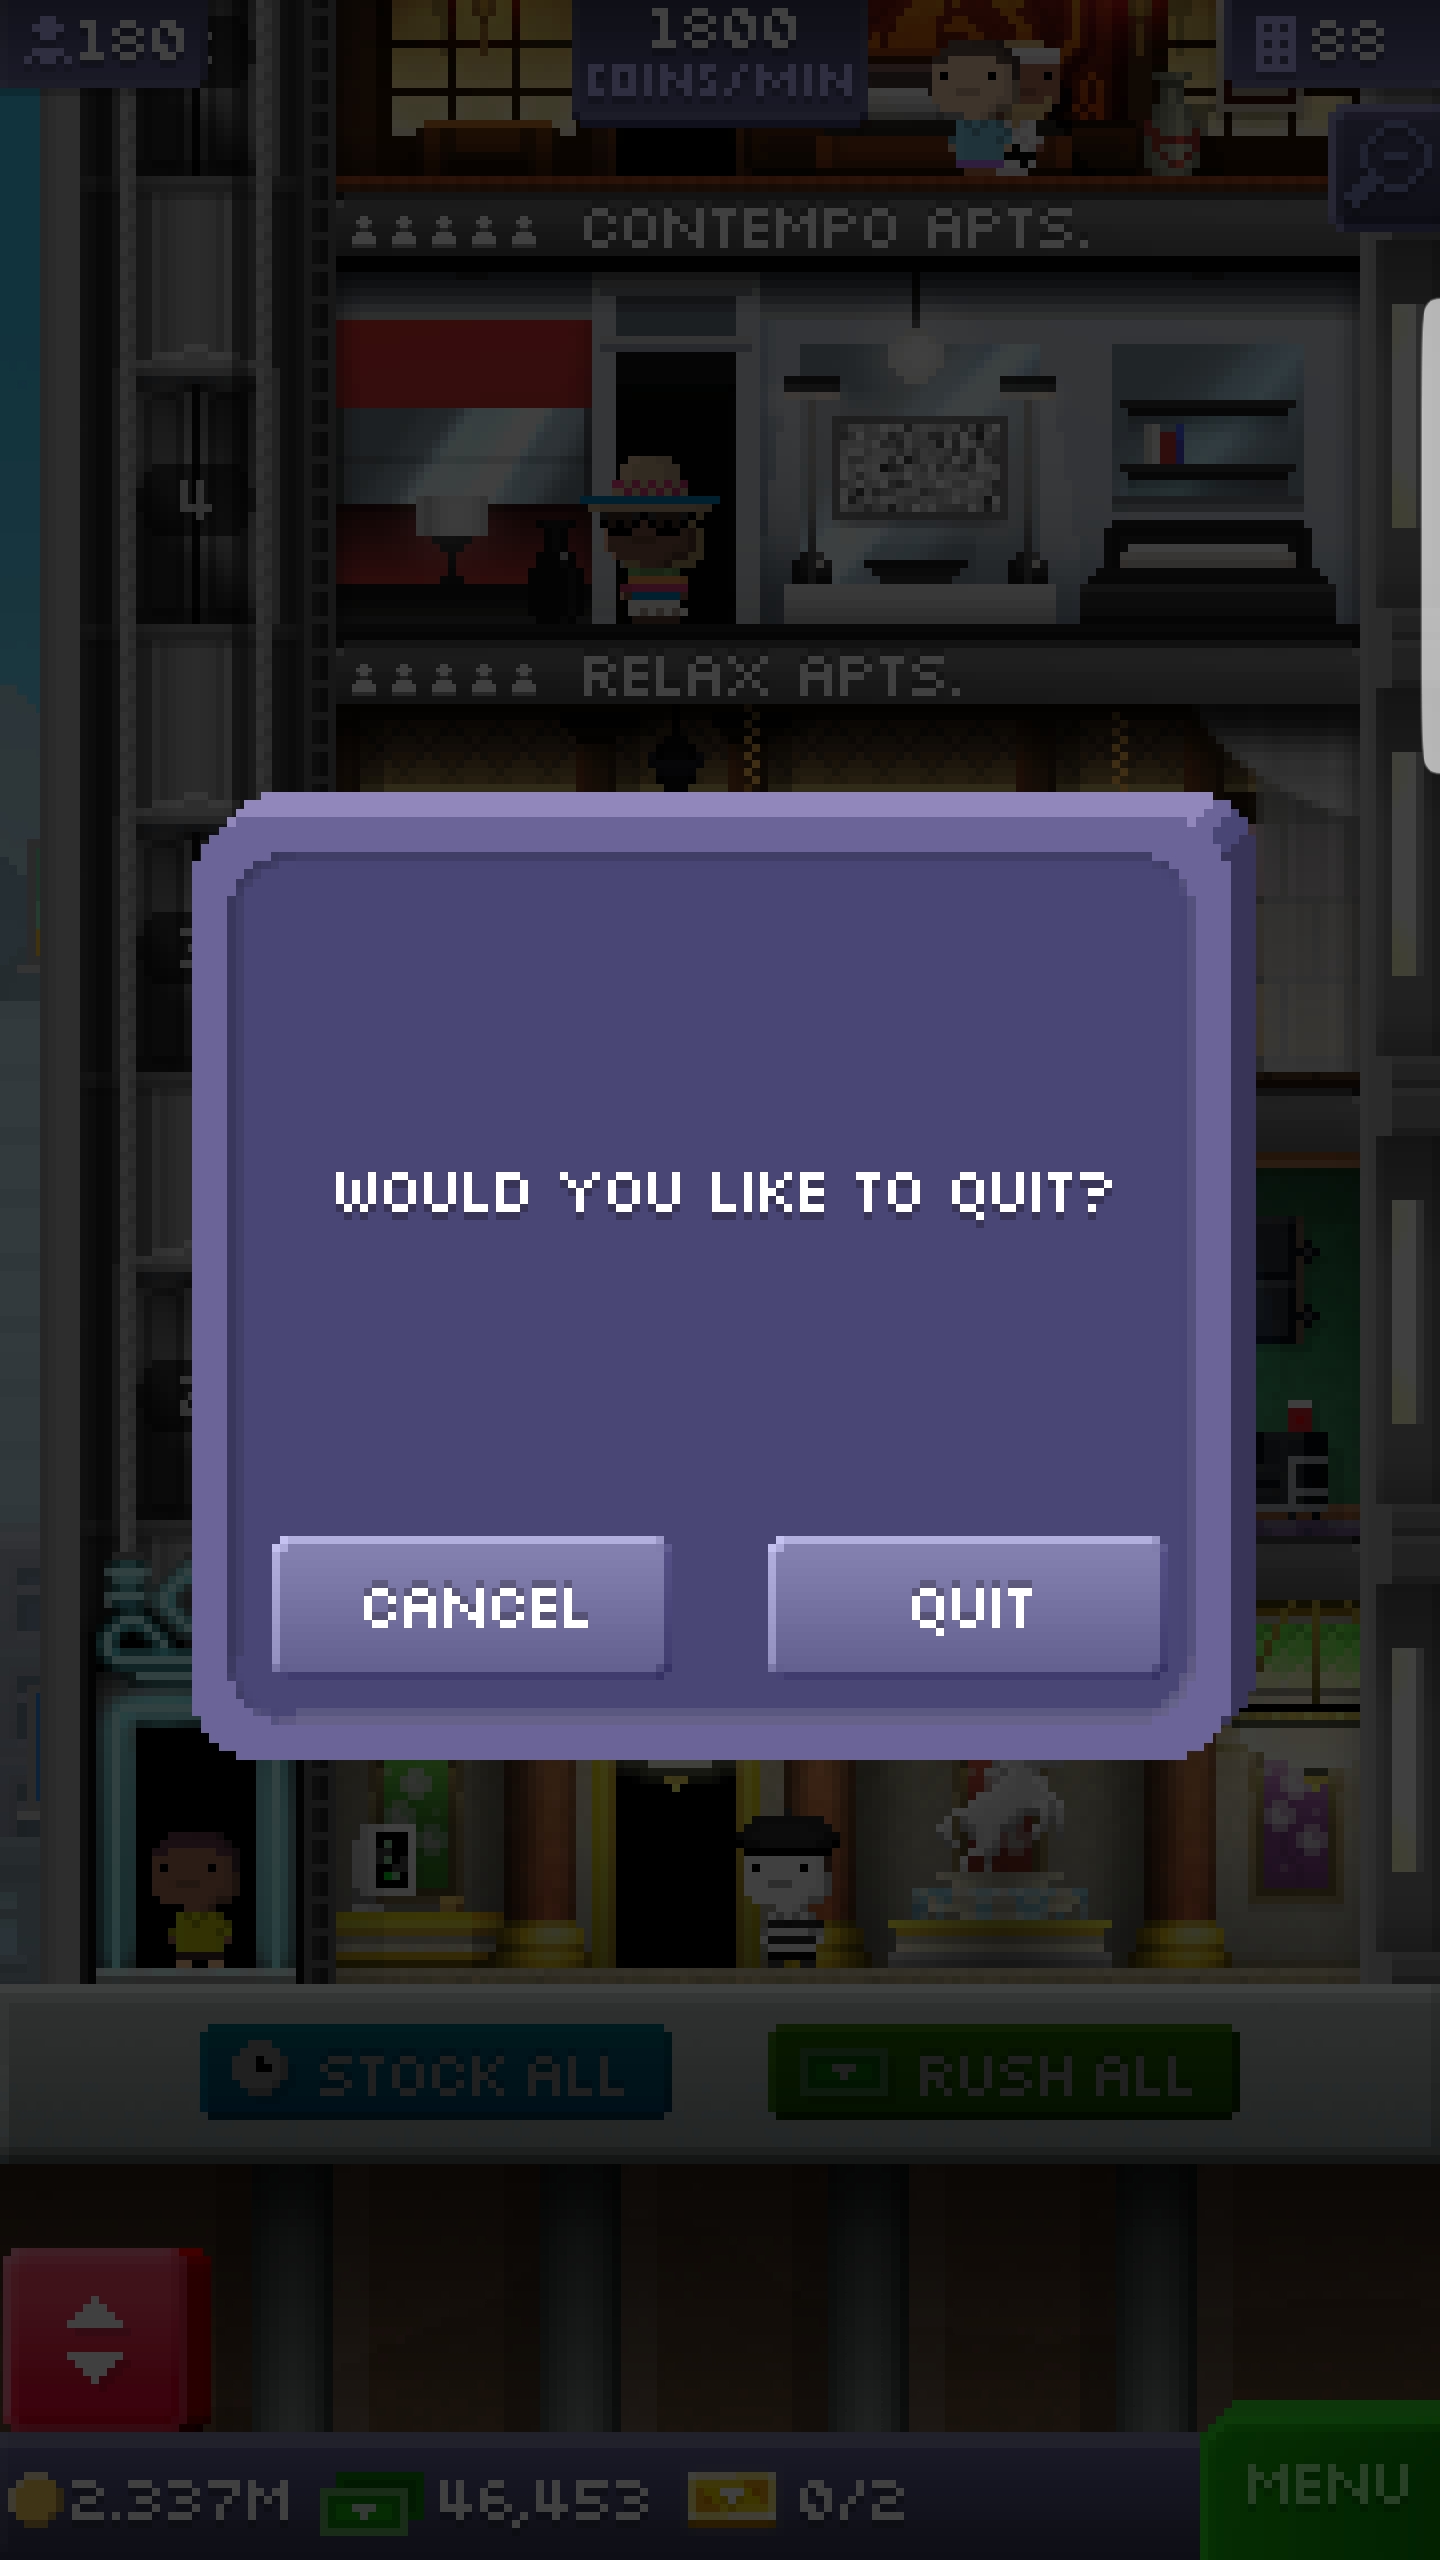 180
1800
COINS/MIN
88
CONTEMPO APTS.
4
RELAX APTS.
WOULD YOU LIKE TO QUIT?
CANCEL
QUIT
STOCK ALL
RUSH ALL
2.337M
46,453
0/2
MENU